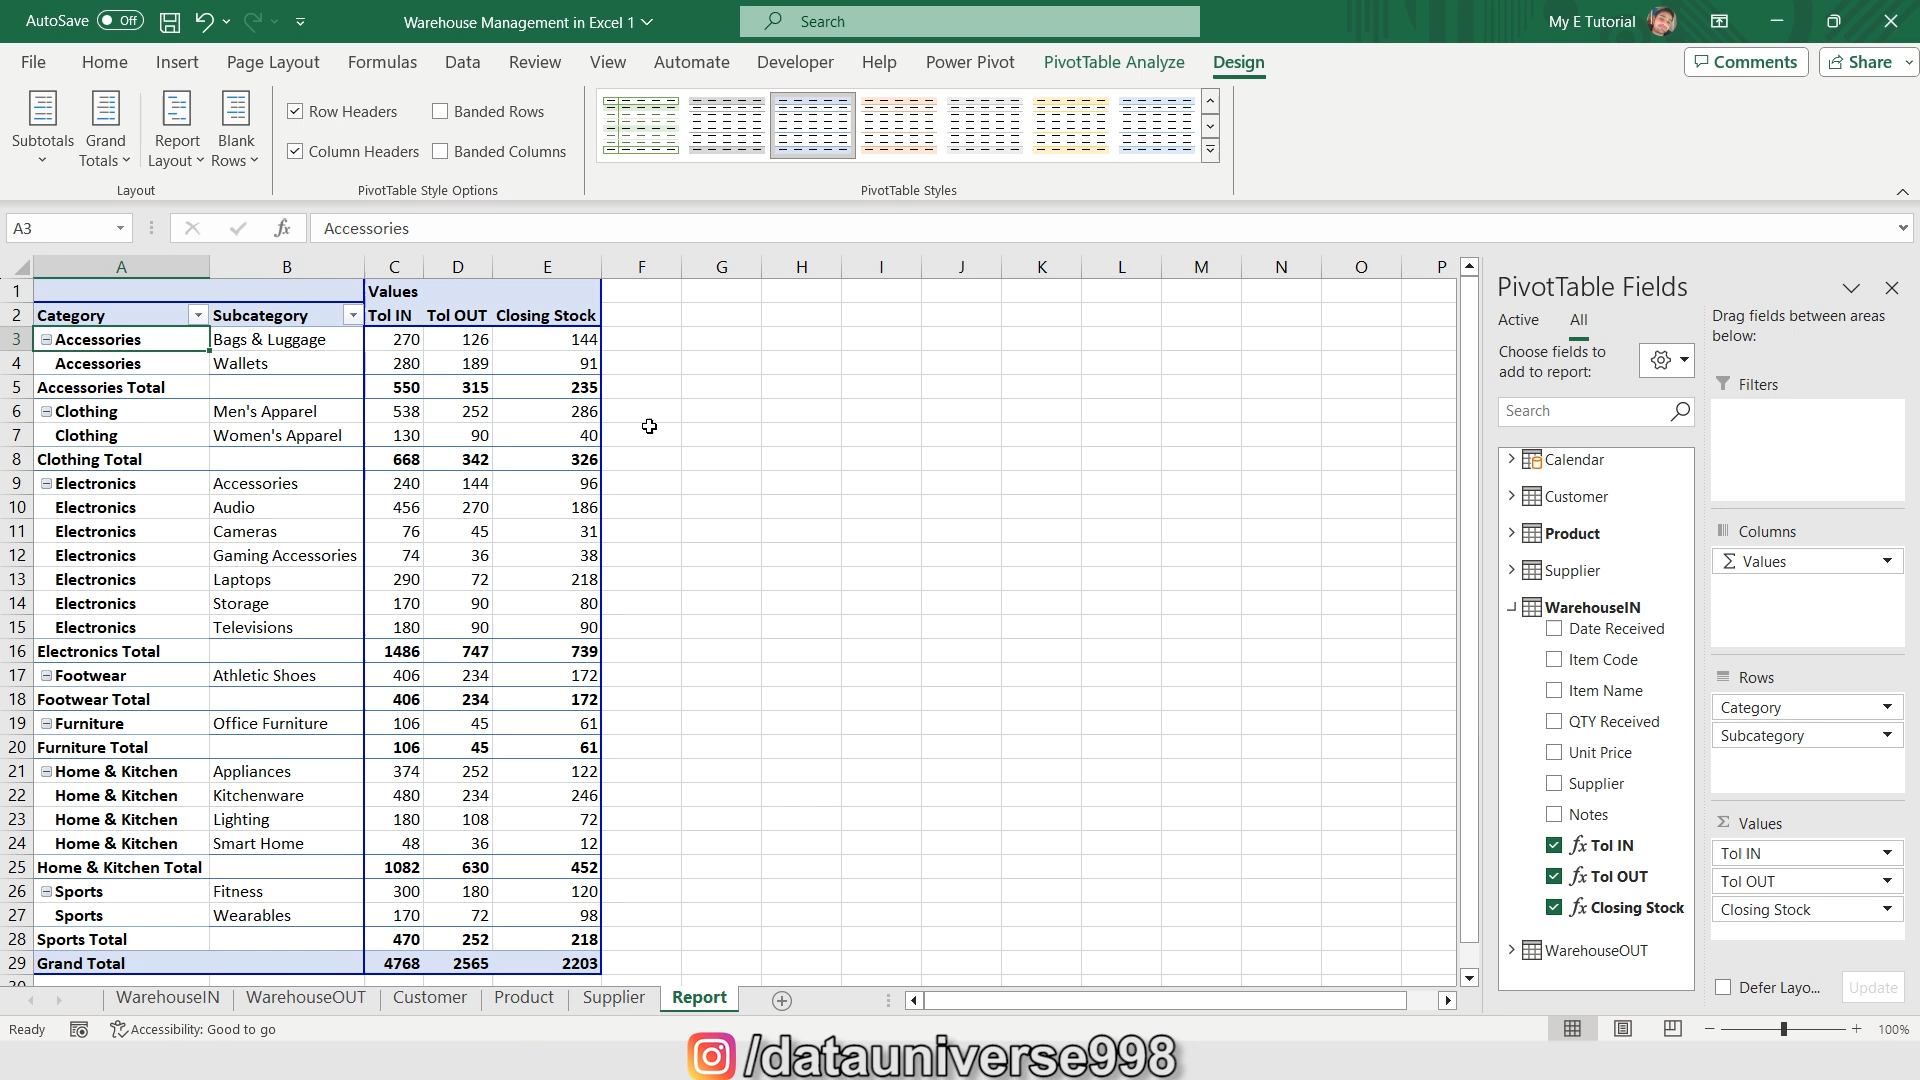 AutoSave Off Warehouse Management in Excel 1 Search My E Tutorial
File Home Insert Page Layout Formulas Data Review View Automate Developer Help Power Pivot PivotTable Analyze Design Comments Share
Subtotals Grand Totals Report Layout Blank Rows
Row Headers Banded Rows
Column Headers Banded Columns
Layout PivotTable Style Options PivotTable Styles
A3 fx Accessories
A B C D E F G H I J K L M N O P
1 Values
2 Category Subcategory Tol IN Tol OUT Closing Stock
3 Accessories Bags & Luggage 270 126 144
4 Accessories Wallets 280 189 91
5 Accessories Total 550 315 235
6 Clothing Men's Apparel 538 252 286
7 Clothing Women's Apparel 130 90 40
8 Clothing Total 668 342 326
9 Electronics Accessories 240 144 96
10 Electronics Audio 456 270 186
11 Electronics Cameras 76 45 31
12 Electronics Gaming Accessories 74 36 38
13 Electronics Laptops 290 72 218
14 Electronics Storage 170 90 80
15 Electronics Televisions 180 90 90
16 Electronics Total 1486 747 739
17 Footwear Athletic Shoes 406 234 172
18 Footwear Total 406 234 172
19 Furniture Office Furniture 106 45 61
20 Furniture Total 106 45 61
21 Home & Kitchen Appliances 374 252 122
22 Home & Kitchen Kitchenware 480 234 246
23 Home & Kitchen Lighting 180 108 72
24 Home & Kitchen Smart Home 48 36 12
25 Home & Kitchen Total 1082 630 452
26 Sports Fitness 300 180 120
27 Sports Wearables 170 72 98
28 Sports Total 470 252 218
29 Grand Total 4768 2565 2203
PivotTable Fields
Active All
Choose fields to
add to report:
Search
Calendar
Customer
Product
Supplier
WarehouseIN
Date Received
Item Code
Item Name
QTY Received
Unit Price
Supplier
Notes
fx Tol IN
fx Tol OUT
fx Closing Stock
WarehouseOUT
Drag fields between areas
below:
Filters
Columns
Σ Values
Rows
Category
Subcategory
Σ Values
Tol IN
Tol OUT
Closing Stock
Defer Layo... Update
WarehouseIN WarehouseOUT Customer Product Supplier Report
Ready Accessibility: Good to go 100%
/datauniverse998